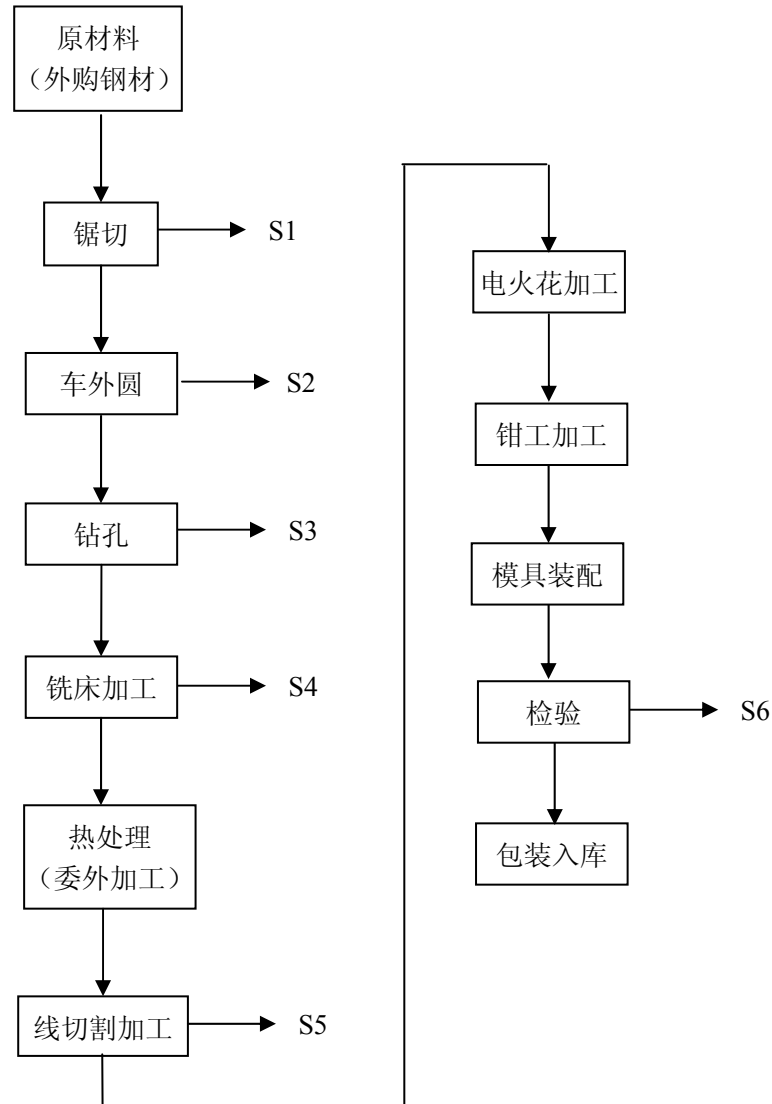 原材料
（外购钢材）
锯切
S1
车外圆
S2
钻孔
S3
铣床加工
S4
热处理
（委外加工）
线切割加工
S5
电火花加工
钳工加工
模具装配
检验
S6
包装入库